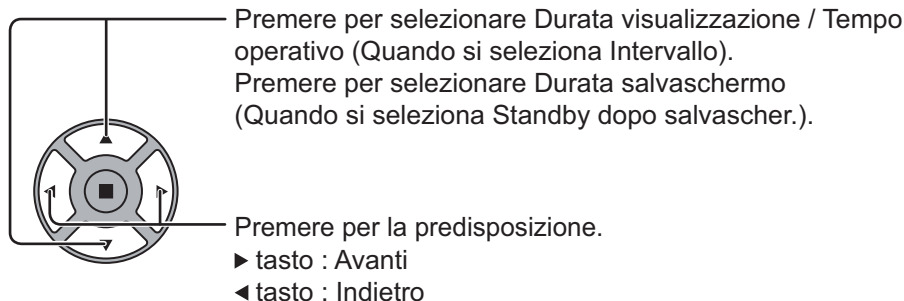 Premere per selezionare Durata visualizzazione / Tempo
operativo (Quando si seleziona Intervallo).
Premere per selezionare Durata salvaschermo
(Quando si seleziona Standby dopo salvascher.).
Premere per la predisposizione.
▶ tasto : Avanti
◀ tasto : Indietro